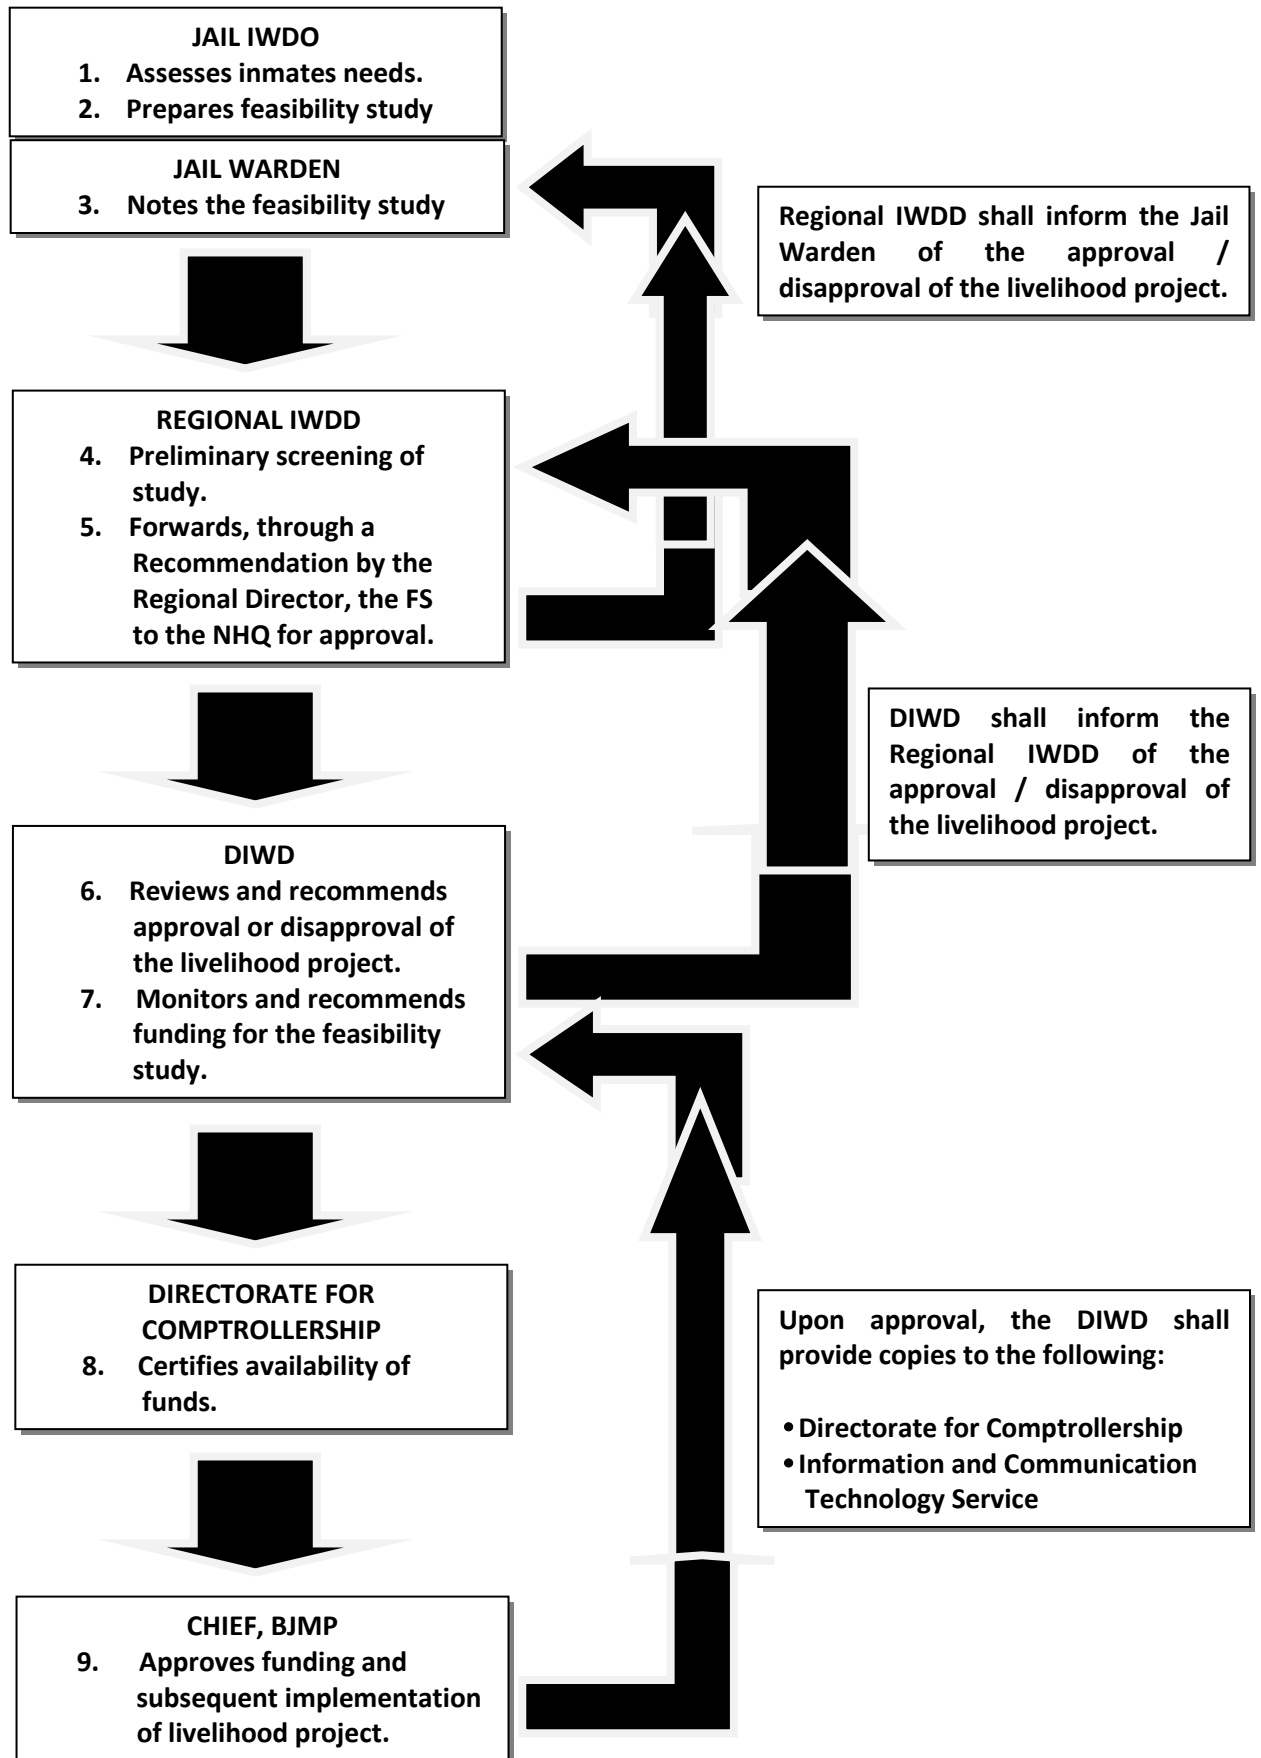 JAIL IWDO
1. Assesses inmates needs.
2. Prepares feasibility study
JAIL WARDEN
3. Notes the feasibility study
Regional IWDD shall inform the Jail
Warden of the approval /
disapproval of the livelihood project.
REGIONAL IWDD
4. Preliminary screening of
study.
5. Forwards, through a
Recommendation by the
Regional Director, the FS
to the NHQ for approval.
DIWD shall inform the
Regional IWDD of the
approval / disapproval of
the livelihood project.
DIWD
6. Reviews and recommends
approval or disapproval of
the livelihood project.
7. Monitors and recommends
funding for the feasibility
study.
DIRECTORATE FOR
COMPTROLLERSHIP
8. Certifies availability of
funds.
Upon approval, the DIWD shall
provide copies to the following:
• Directorate for Comptrollership
• Information and Communication
Technology Service
CHIEF, BJMP
9. Approves funding and
subsequent implementation
of livelihood project.